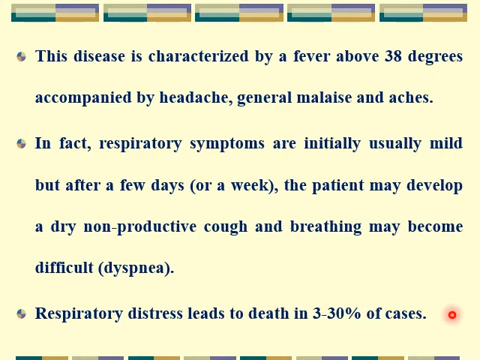 This disease is characterized by a fever above 38 degrees
accompanied by headache, general malaise and aches.
In fact, respiratory symptoms are initially usually mild
but after a few days (or a week), the patient may develop
a dry non-productive cough and breathing may become
difficult (dyspnea).
Respiratory distress leads to death in 3-30% of cases.